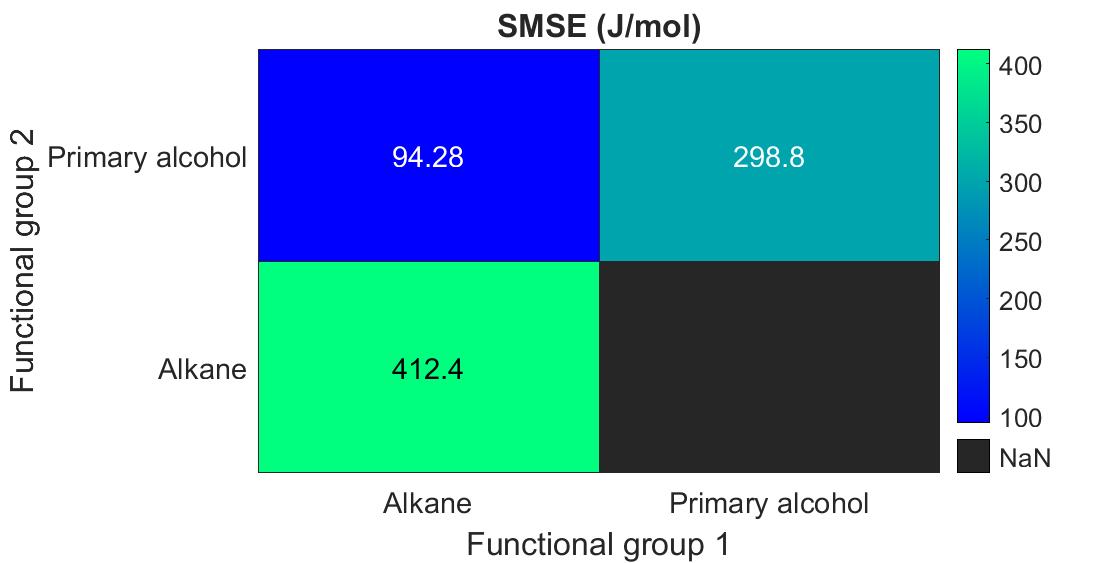 SMSE (J/mol)
Functional group 2
Primary alcohol
94.28
298.8
Alkane
412.4
Alkane
Primary alcohol
Functional group 1
400
350
300
250
200
150
100
NaN